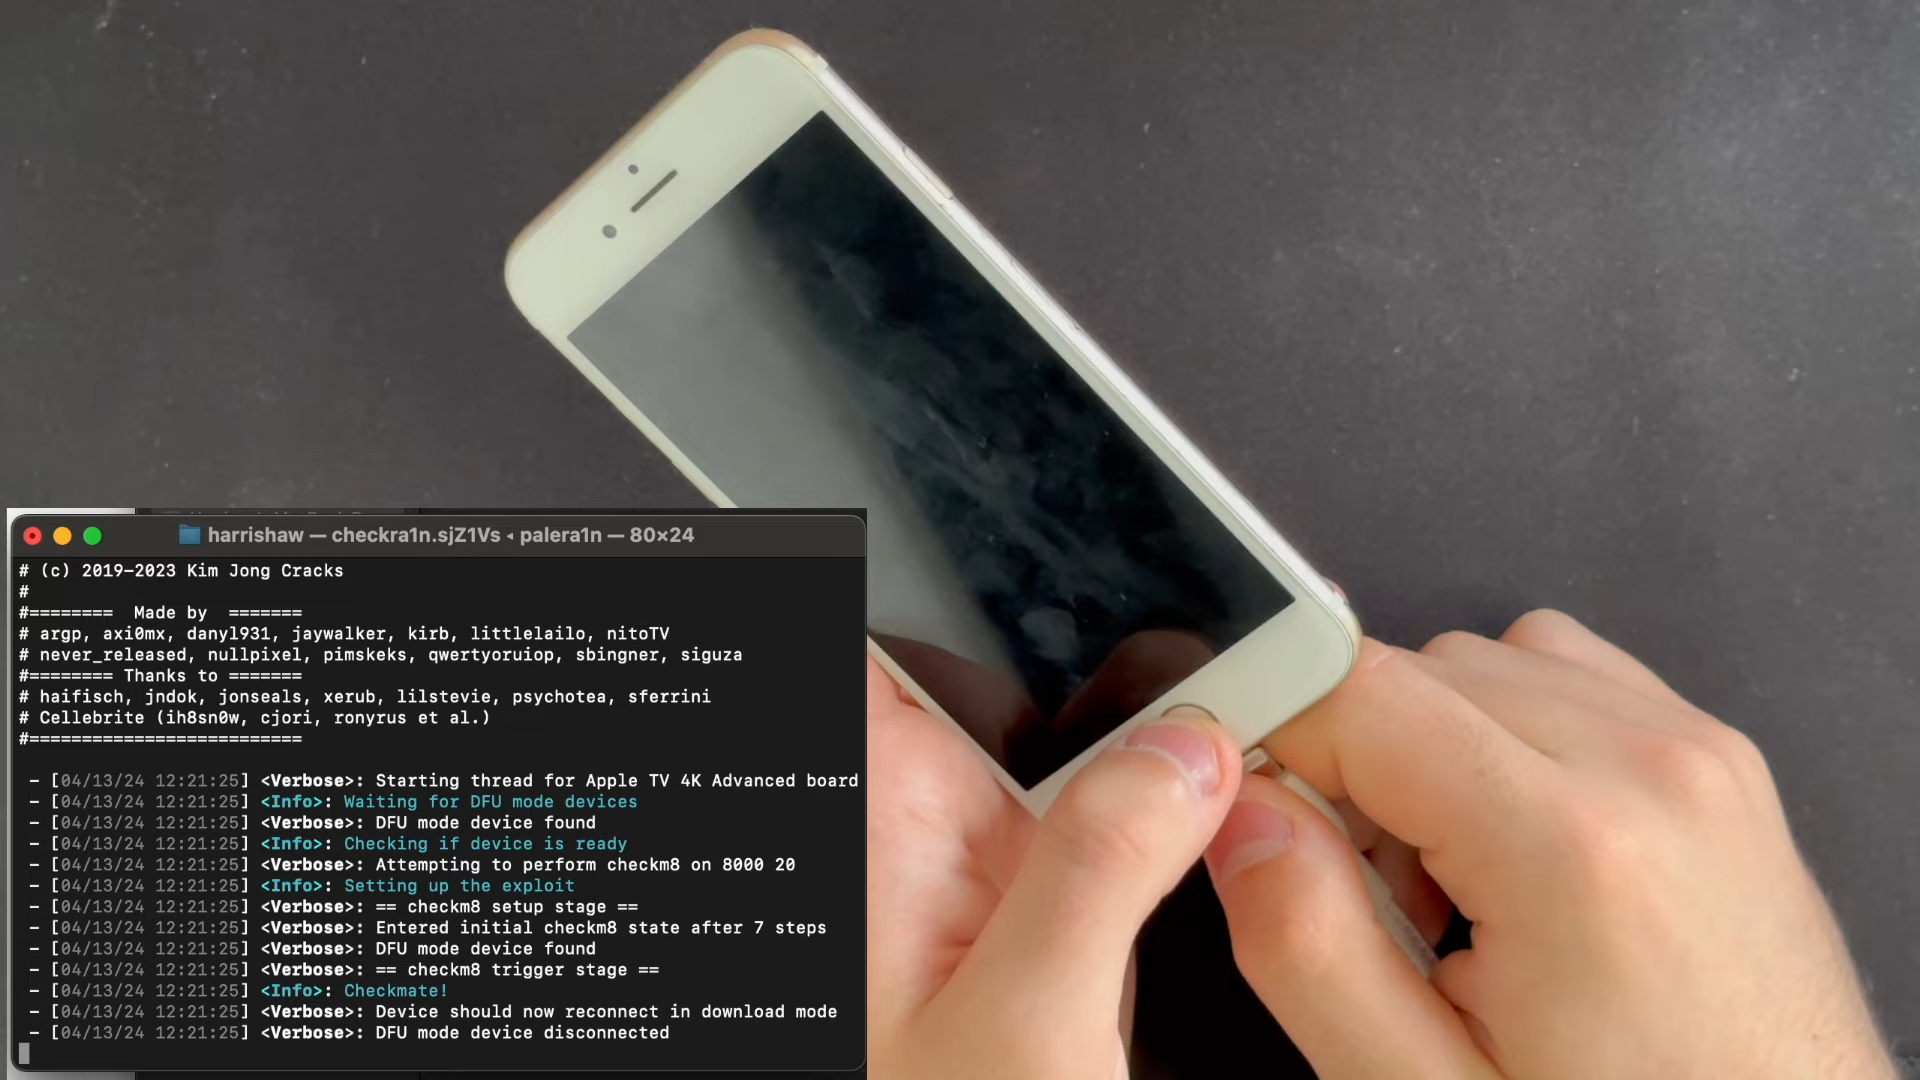 harrishaw — checkra1n.sjZ1Vs ◂ palera1n — 80×24
# (c) 2019-2023 Kim Jong Cracks
#
#======== Made by =======
# argp, axi0mx, danyl931, jaywalker, kirb, littlelailo, nitoTV
# never_released, nullpixel, pimskeks, qwertyoruiop, sbingner, siguza
#======== Thanks to =======
# haifisch, jndok, jonseals, xerub, lilstevie, psychotea, sferrini
# Cellebrite (ih8sn0w, cjori, ronyrus et al.)
#==========================
- [04/13/24 12:21:25] <Verbose>: Starting thread for Apple TV 4K Advanced board
- [04/13/24 12:21:25] <Info>: Waiting for DFU mode devices
- [04/13/24 12:21:25] <Verbose>: DFU mode device found
- [04/13/24 12:21:25] <Info>: Checking if device is ready
- [04/13/24 12:21:25] <Verbose>: Attempting to perform checkm8 on 8000 20
- [04/13/24 12:21:25] <Info>: Setting up the exploit
- [04/13/24 12:21:25] <Verbose>: == checkm8 setup stage ==
- [04/13/24 12:21:25] <Verbose>: Entered initial checkm8 state after 7 steps
- [04/13/24 12:21:25] <Verbose>: DFU mode device found
- [04/13/24 12:21:25] <Verbose>: == checkm8 trigger stage ==
- [04/13/24 12:21:25] <Info>: Checkmate!
- [04/13/24 12:21:25] <Verbose>: Device should now reconnect in download mode
- [04/13/24 12:21:25] <Verbose>: DFU mode device disconnected